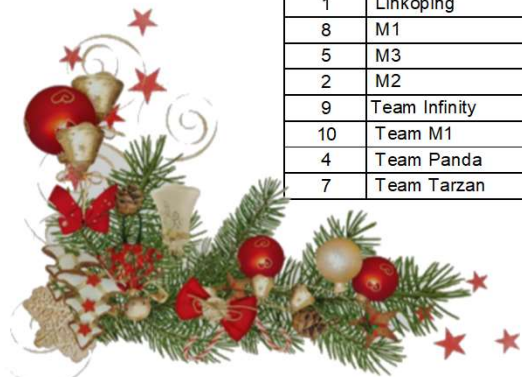 1 Linkoping
8 M1
5 M3
2 M2
9 Team Infinity
10 Team M1
4 Team Panda
7 Team Tarzan